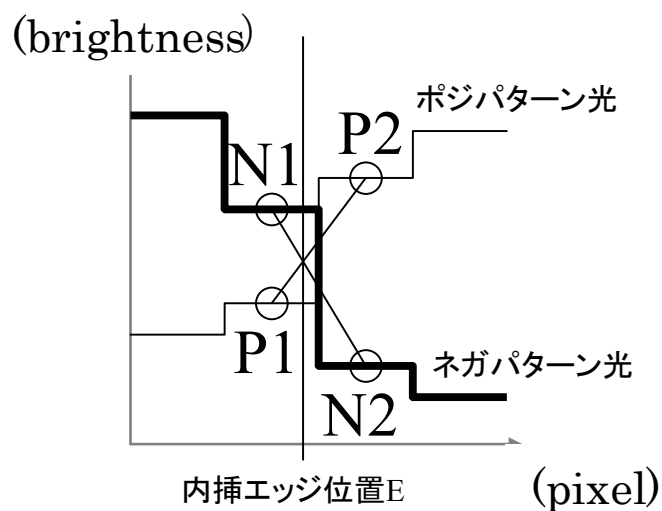 (brightness)
ポジパターン光
P2
N1
P1
ネガパターン光
N2
内挿エッジ位置E
(pixel)